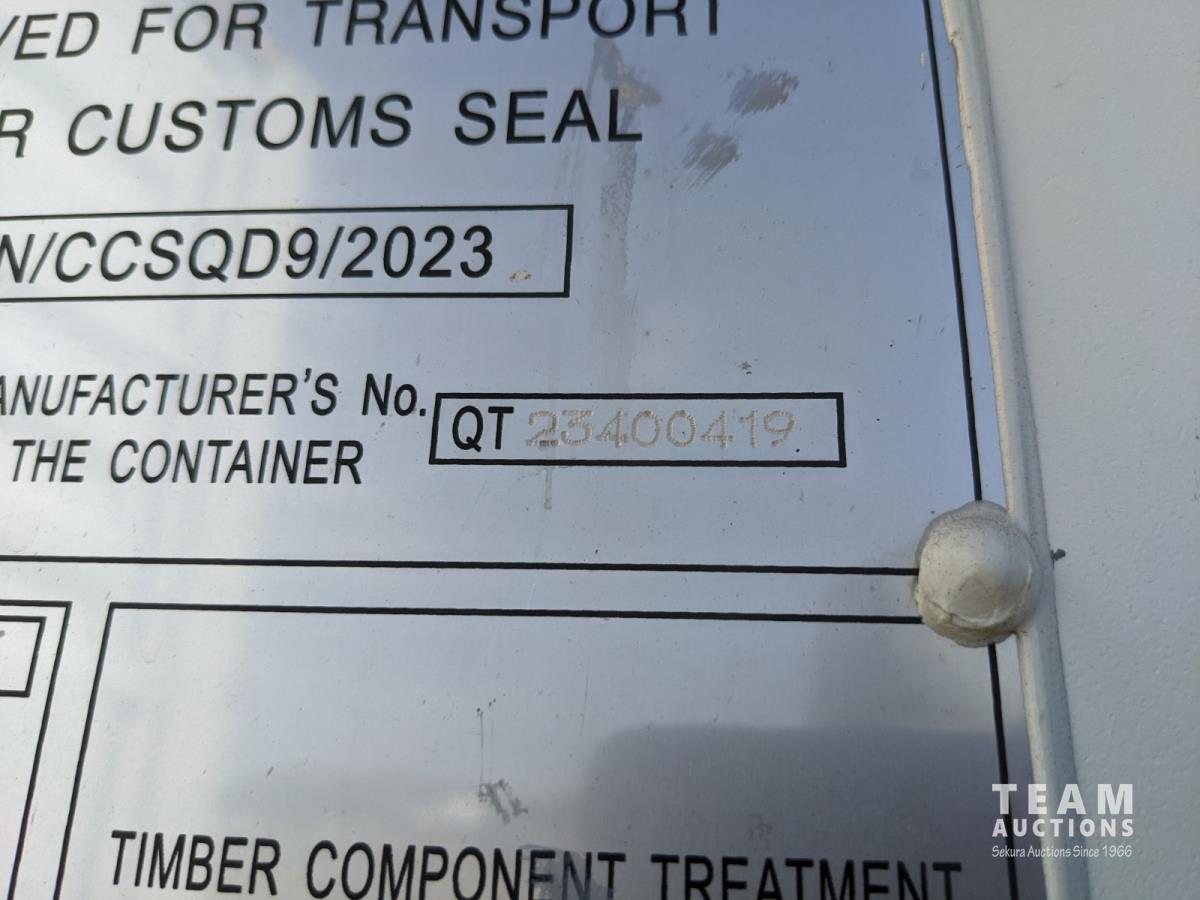 VED FOR TRANSPORT
R CUSTOMS SEAL
N/CCSQD9/2023
ANUFACTURER'S No.
QT 23400419
THE CONTAINER
TIMBER COMPONENT TREATMENT
TEAM
AUCTIONS
Sekura Auctions Since 1966